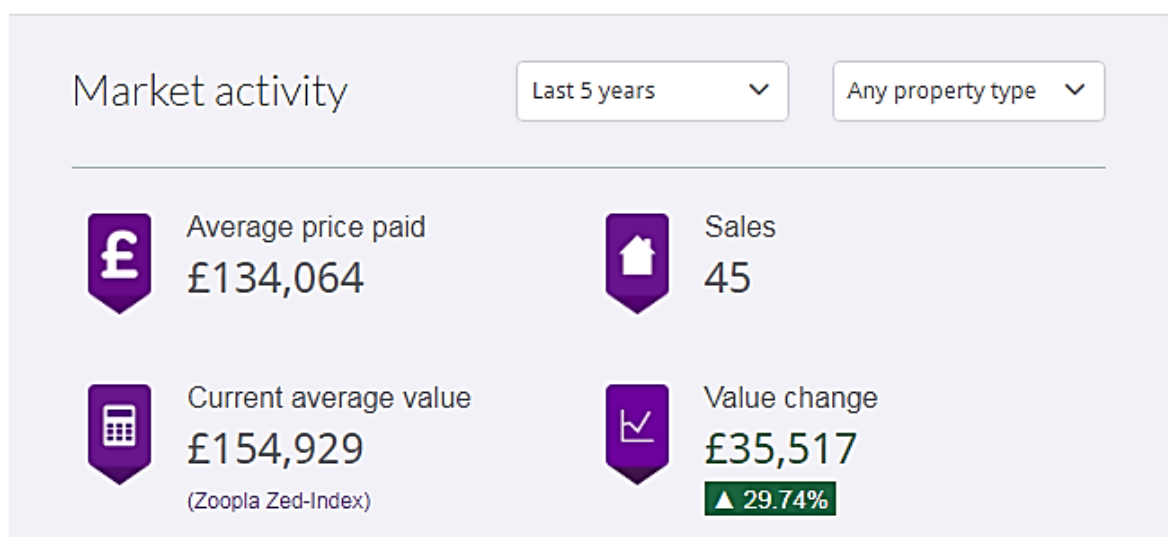 Market activity
Last 5 years
Any property type
£
Average price paid
£134,064
Sales
45
Current average value
£154,929
(Zoopla Zed-Index)
Value change
£35,517
▲ 29.74%